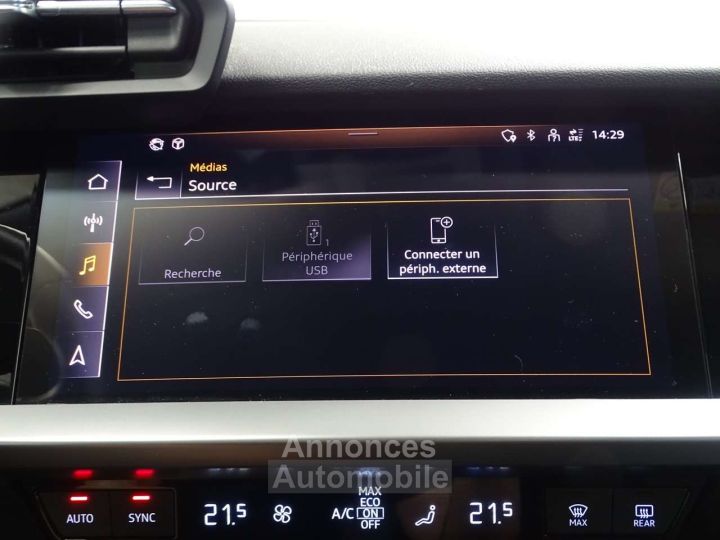 LTE
14:29
Médias
Source
Recherche
1
Périphérique
USB
Connecter un
périph. externe
Annonces
Automobile
AUTO
SYNC
21.5
A/C
MAX
ECO
ON
OFF
21.5
MAX
REAR